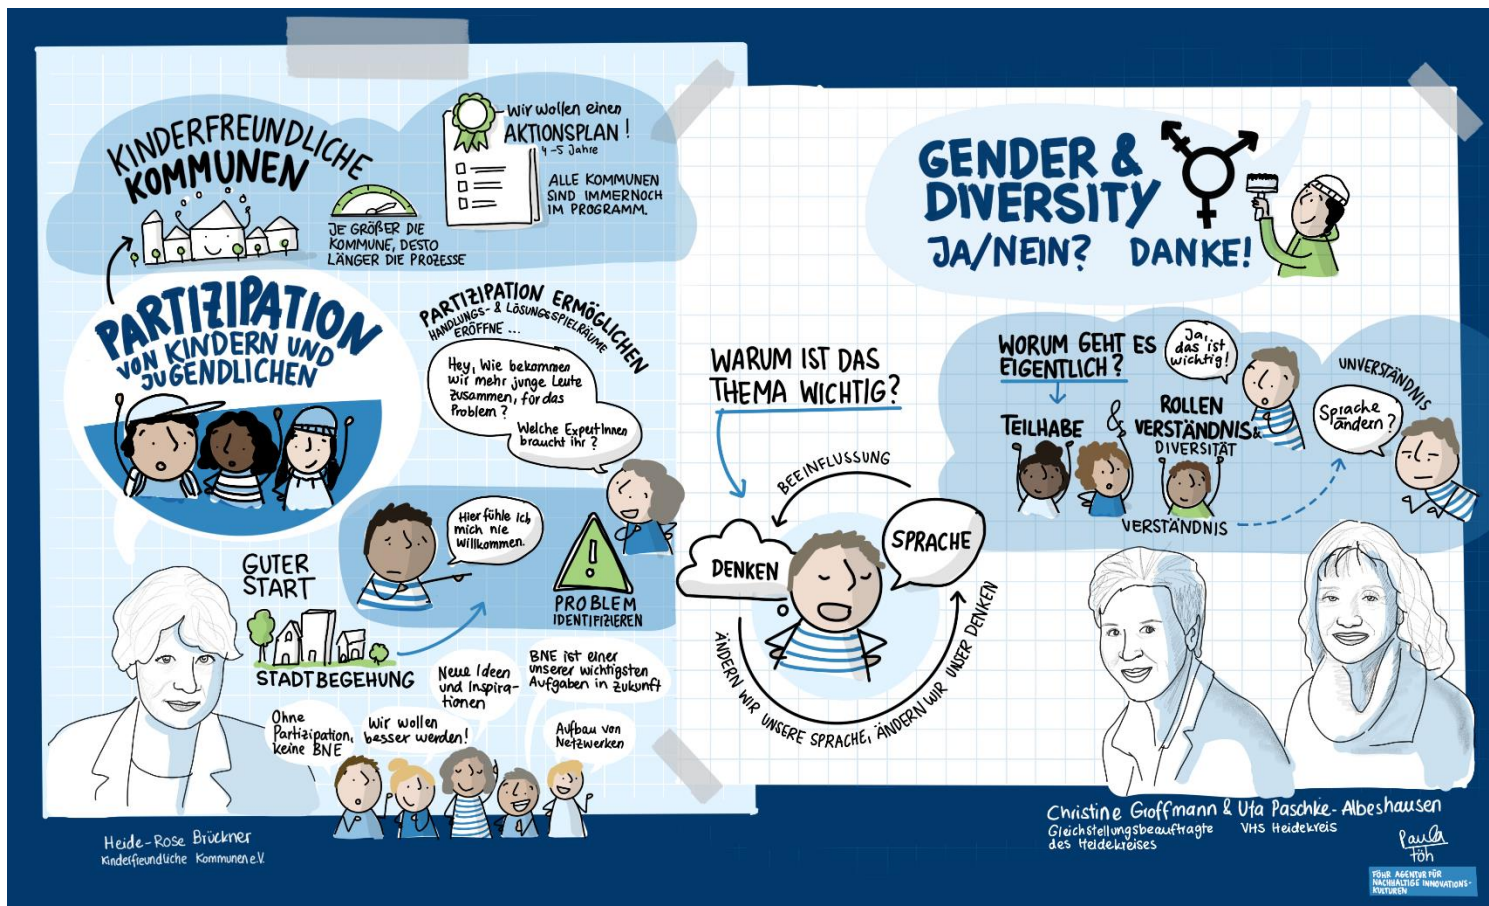 KINDERFREUNDLICHE
KOMMUNEN
Wir wollen einen
AKTIONSPLAN!
4-5 Jahre
ALLE KOMMUNEN
SIND IMMERNOCH
IM PROGRAMM.
JE GRÖßER DIE
KOMMUNE, DESTO
LÄNGER DIE PROZESSE
PARTIZIPATION
VON KINDERN UND
JUGENDLICHEN
PARTIZIPATION ERMÖGLICHEN
HANDLUNGS- & LÖSUNGSSPIELRÄUME
ERÖFFNE ...
Hey, Wie bekommen
wir mehr junge Leute
zusammen, für das
Problem?
Welche ExpertInnen
braucht ihr?
Hier fühle ich
mich nie
Willkommen.
PROBLEM
IDENTIFIZIEREN
GUTER
START
STADTBEGEHUNG
Ohne
Partizipation,
keine BNE
Wir wollen
besser werden!
Neue Ideen
und Inspira-
tionen
BNE ist einer
unserer wichtigsten
Aufgaben in Zukunft
Aufbau von
Netzwerken
Heide-Rose Brückner
Kinderfreundliche Kommunen e.V.
GENDER &
DIVERSITY
JA/NEIN? DANKE!
WARUM IST DAS
THEMA WICHTIG?
BEEINFLUSSUNG
DENKEN
SPRACHE
ÄNDERN WIR UNSERE SPRACHE, ÄNDERN WIR UNSER DENKEN
WORUM GEHT ES
EIGENTLICH?
Ja,
das ist
wichtig!
TEILHABE
&
ROLLEN
VERSTÄNDNIS &
DIVERSITÄT
VERSTÄNDNIS
UNVERSTÄNDNIS
Sprache
ändern?
Christine Groffmann & Uta Paschke-Albeshausen
Gleichstellungsbeauftragte
des Heidekreises
VHS Heidekreis
Paula
Föh
FÖHR AGENTUR FÜR
NACHHALTIGE INNOVATIONS-
KULTUREN